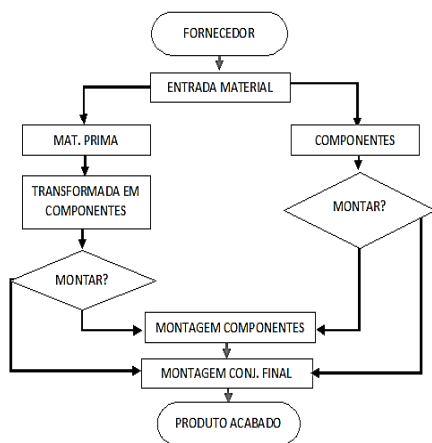 FORNECEDOR
ENTRADA MATERIAL
MAT. PRIMA
COMPONENTES
TRANSFORMADA EM
COMPONENTES
MONTAR?
MONTAR?
MONTAGEM COMPONENTES
MONTAGEM CONJ. FINAL
PRODUTO ACABADO